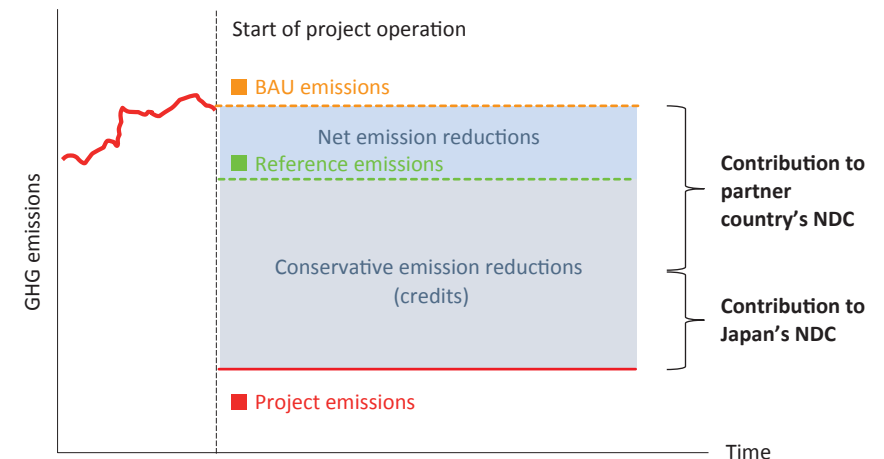 Start of project operation
BAU emissions
Net emission reductions
Reference emissions
Conservative emission reductions
(credits)
Project emissions
Contribution to
partner
country's NDC
Contribution to
Japan's NDC
GHG emissions
Time